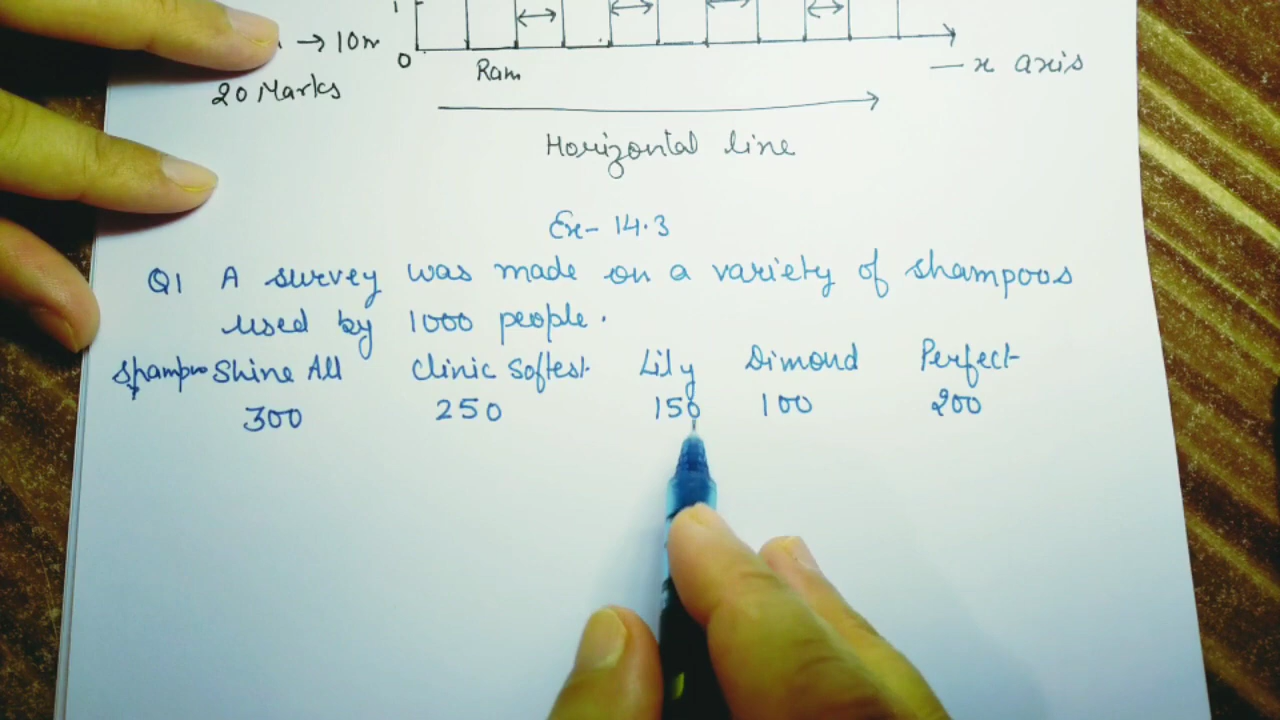 1
→ 10m
0
Ram
— x axis
20 Marks
Horizontal line
Ex- 14.3
Q1 A survey was made on a variety of shampoos
used by 1000 people.
Shine All Clinic Softest. Lily Dimond Perfect
300 250 150 100 200